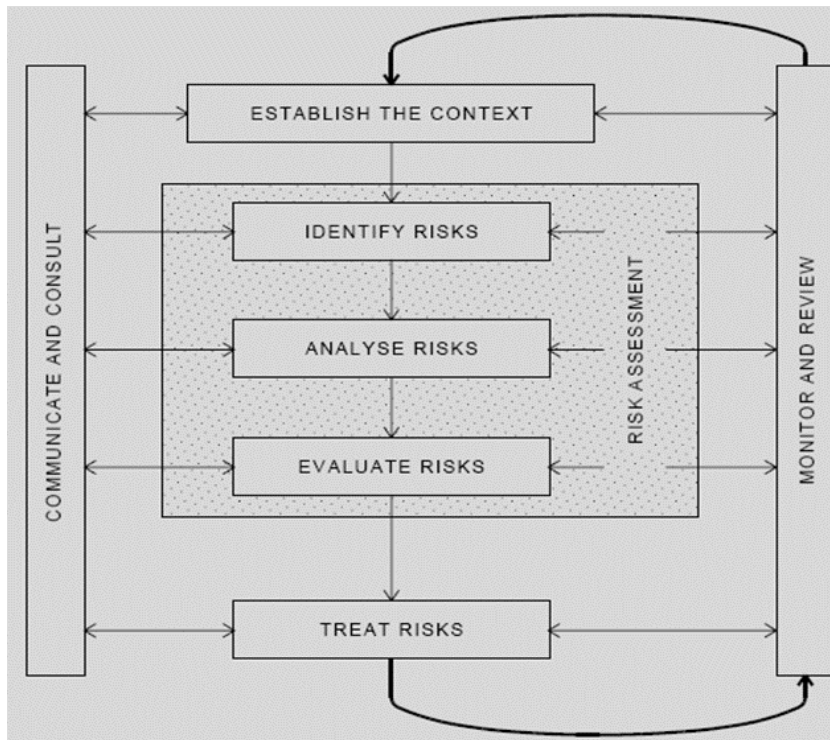 ESTABLISH THE CONTEXT
COMMUNICATE AND CONSULT
IDENTIFY RISKS
ANALYSE RISKS
EVALUATE RISKS
RISK ASSESSMENT
MONITOR AND REVIEW
TREAT RISKS